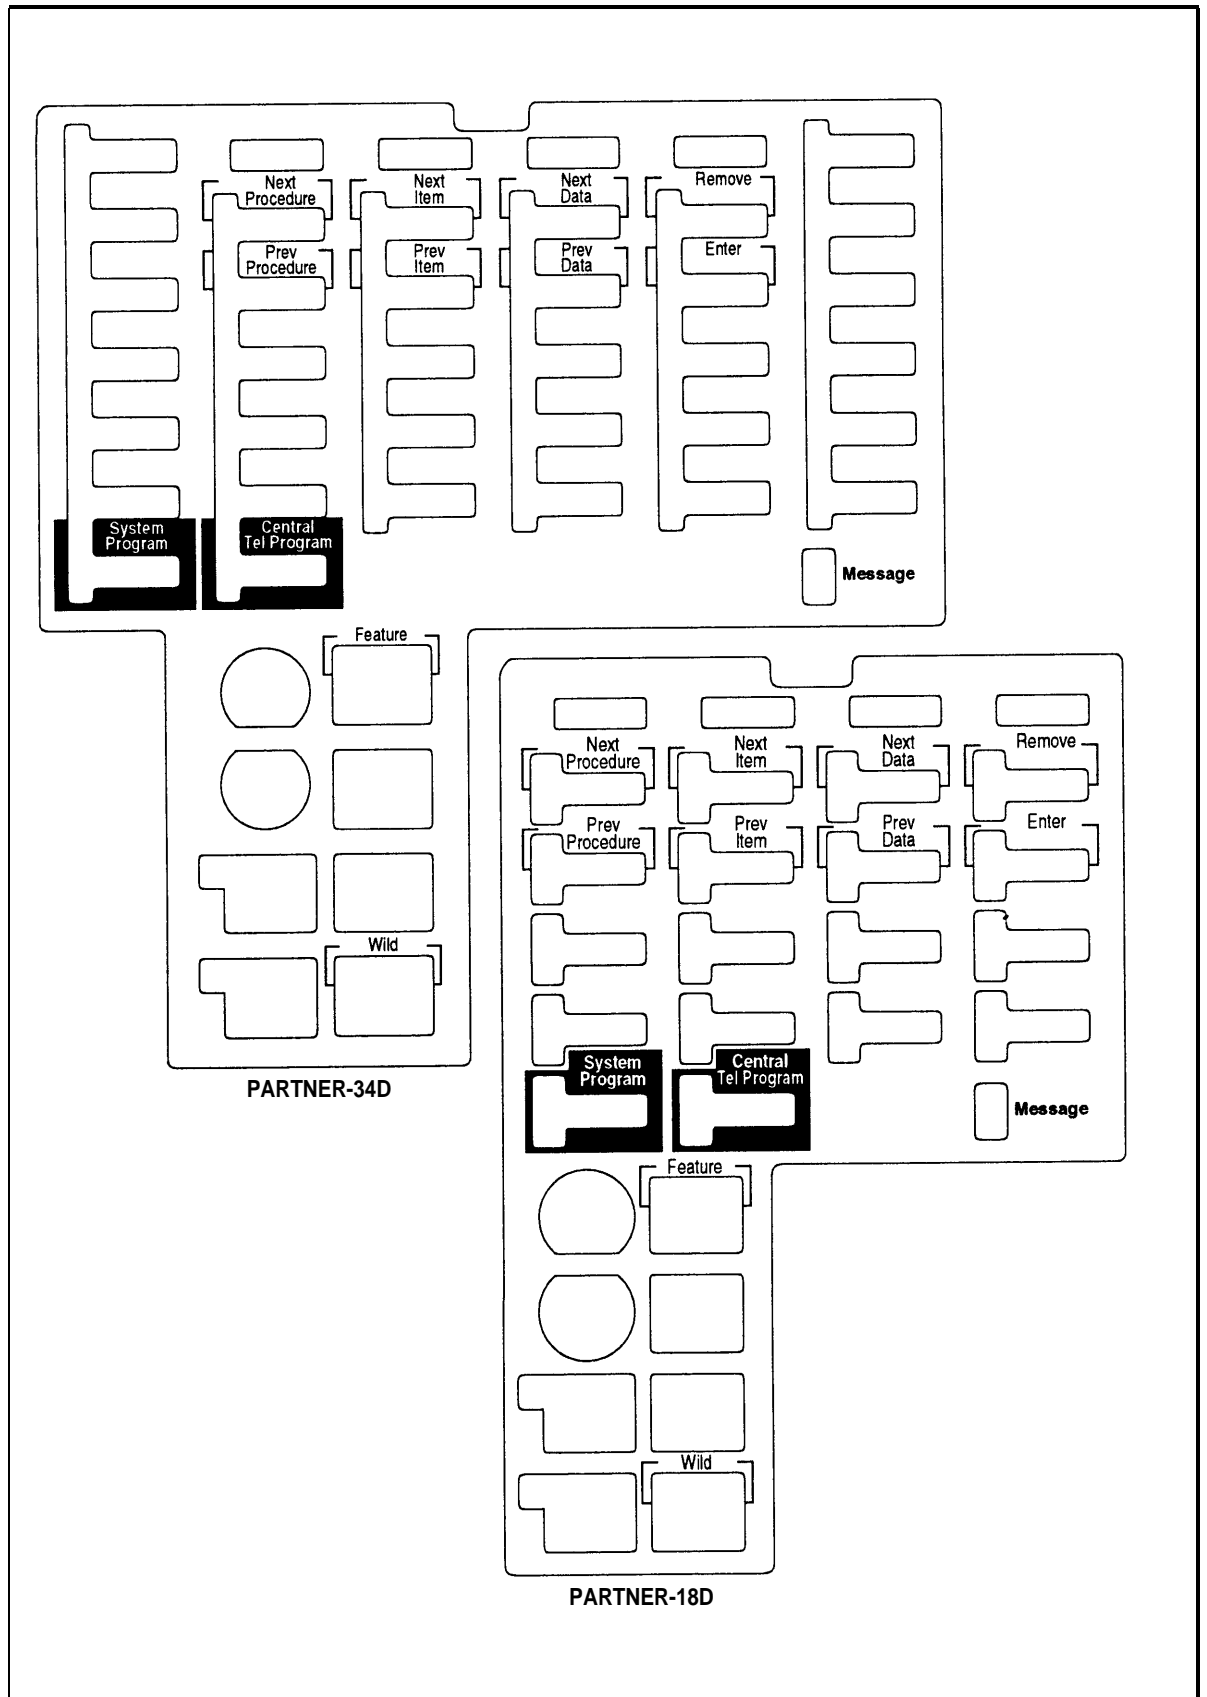 Next Procedure
Next Item
Next Data
Remove
Prev Procedure
Prev Item
Prev Data
Enter
System Program
Central Tel Program
Message
Feature
Wild
PARTNER-34D
Next Procedure
Next Item
Next Data
Remove
Prev Procedure
Prev Item
Prev Data
Enter
System Program
Central Tel Program
Message
Feature
Wild
PARTNER-18D